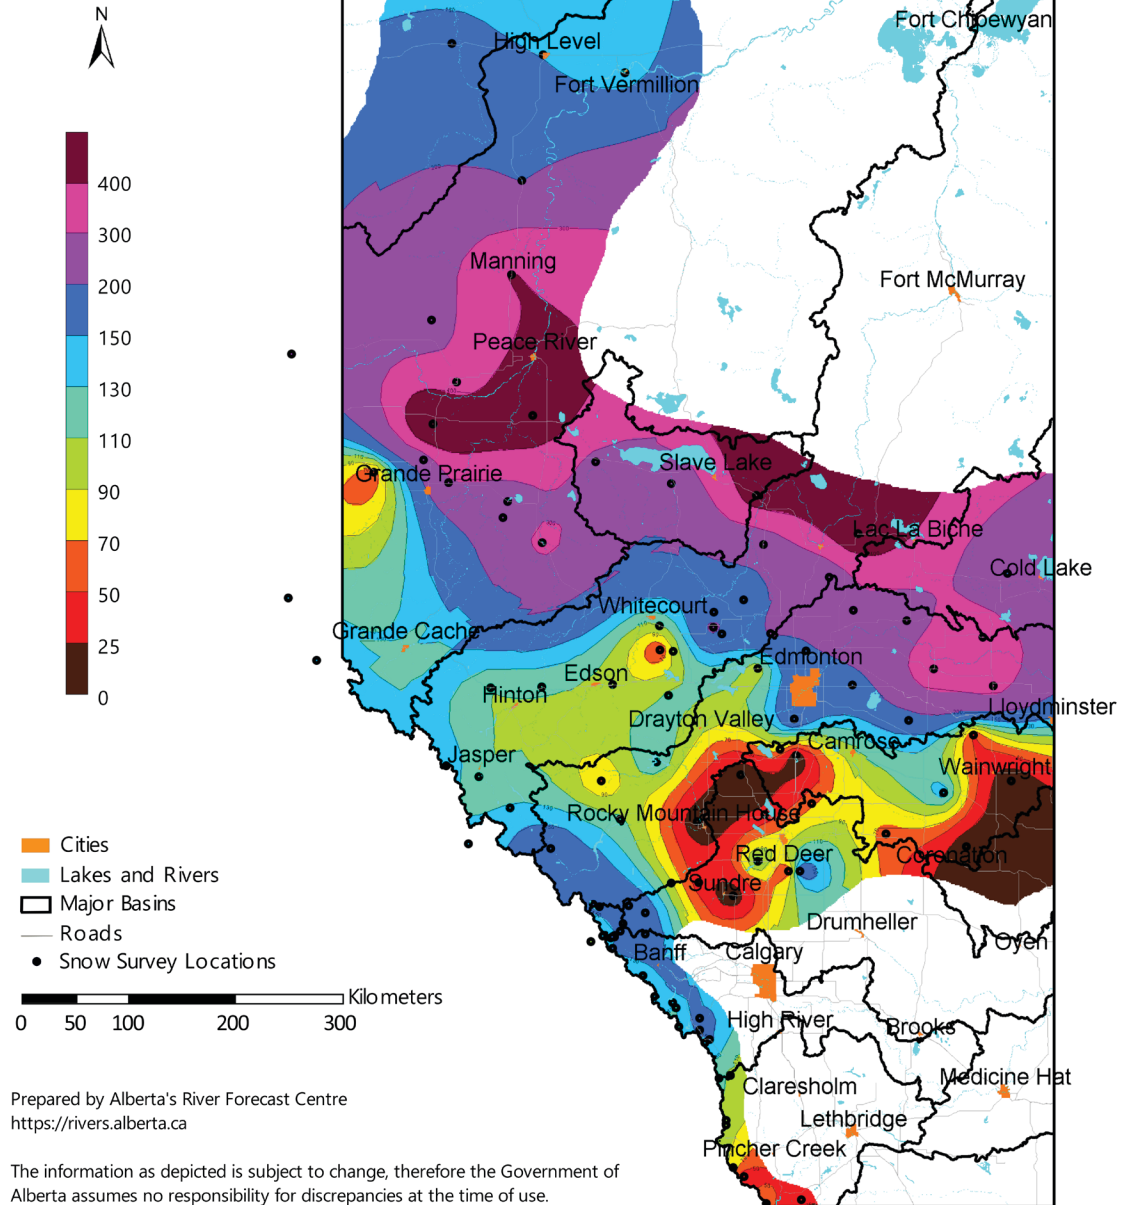 N
Fort Chipewyan
High Level
Fort Vermillion
400
300
200
150
130
110
90
70
50
25
0
Manning
Fort McMurray
Peace River
Grande Prairie
Slave Lake
Lac La Biche
Cold Lake
Whitecourt
Grande Cache
Edmonton
Edson
Hinton
Lloydminster
Drayton Valley
Camrose
Jasper
Wainwright
Rocky Mountain House
Red Deer
Coronation
Sundre
Drumheller
Oyen
Banff
Calgary
High River
Brooks
Medicine Hat
Claresholm
Lethbridge
Pincher Creek
Cities
Lakes and Rivers
Major Basins
Roads
Snow Survey Locations
Kilometers
0 50 100 200 300
Prepared by Alberta's River Forecast Centre
https://rivers.alberta.ca
The information as depicted is subject to change, therefore the Government of
Alberta assumes no responsibility for discrepancies at the time of use.